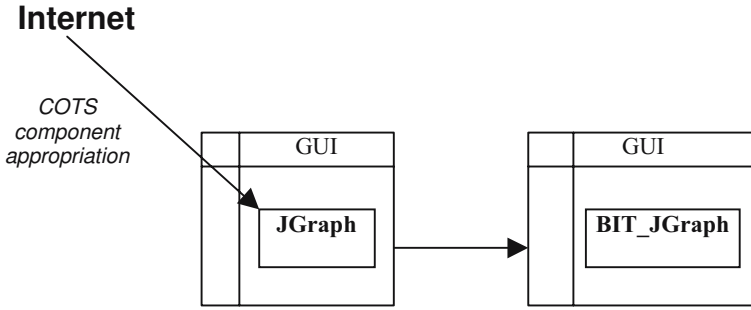 Internet
COTS
component
appropriation
GUI
GUI
JGraph
BIT_JGraph